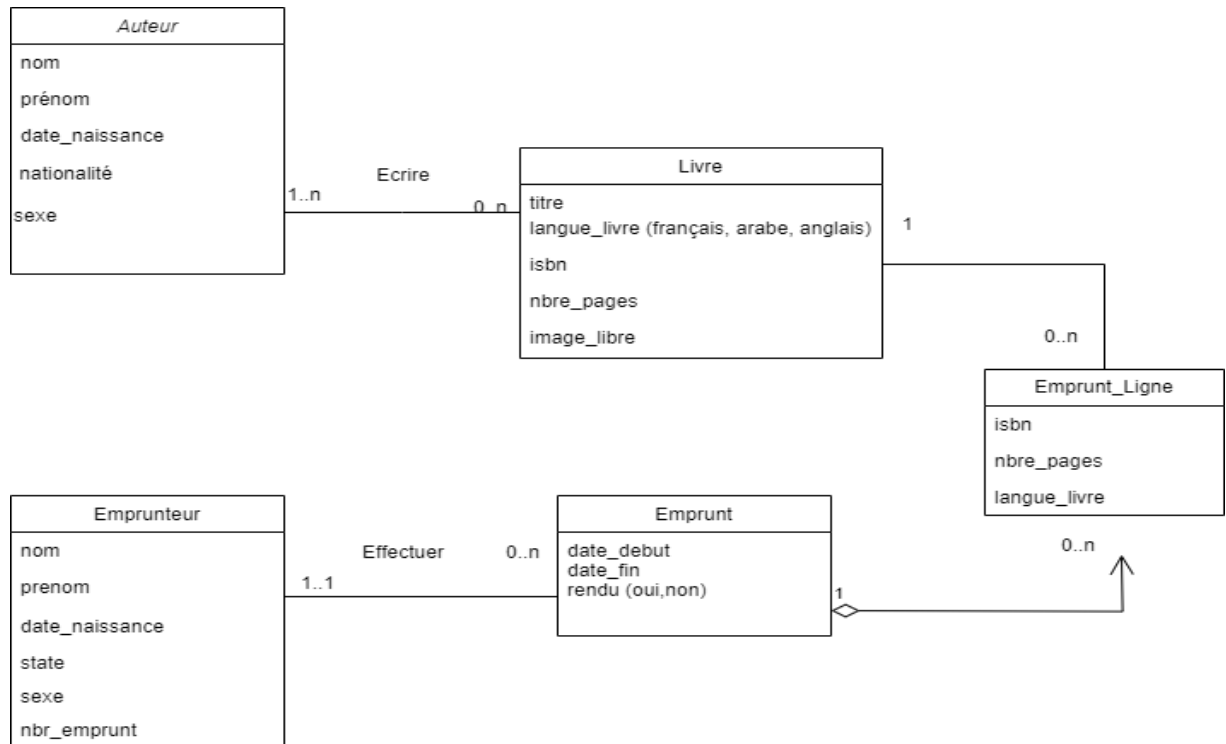 Auteur
nom
prénom
date_naissance
nationalité
sexe
1..n
Ecrire
0..n
Livre
titre
langue_livre (français, arabe, anglais)
isbn
nbre_pages
image_libre
1
0..n
Emprunt_Ligne
isbn
nbre_pages
langue_livre
0..n
Emprunteur
nom
prenom
date_naissance
state
sexe
nbr_emprunt
1..1
Effectuer
0..n
Emprunt
date_debut
date_fin
rendu (oui,non)
1